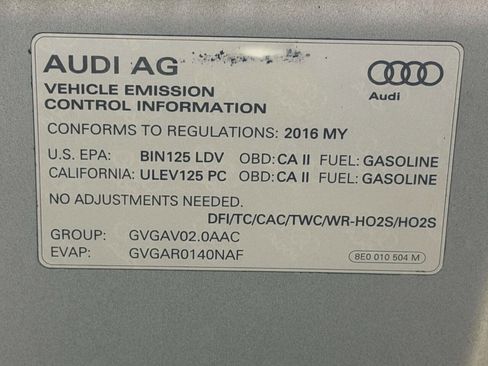 AUDI AG
Audi
VEHICLE EMISSION
CONTROL INFORMATION
CONFORMS TO REGULATIONS: 2016 MY
U.S. EPA: BIN125 LDV OBD: CA II FUEL: GASOLINE
CALIFORNIA: ULEV125 PC OBD: CA II FUEL: GASOLINE
NO ADJUSTMENTS NEEDED.
DFI/TC/CAC/TWC/WR-HO2S/HO2S
GROUP: GVGAV02.0AAC
EVAP: GVGAR0140NAF
8E0 010 504 M